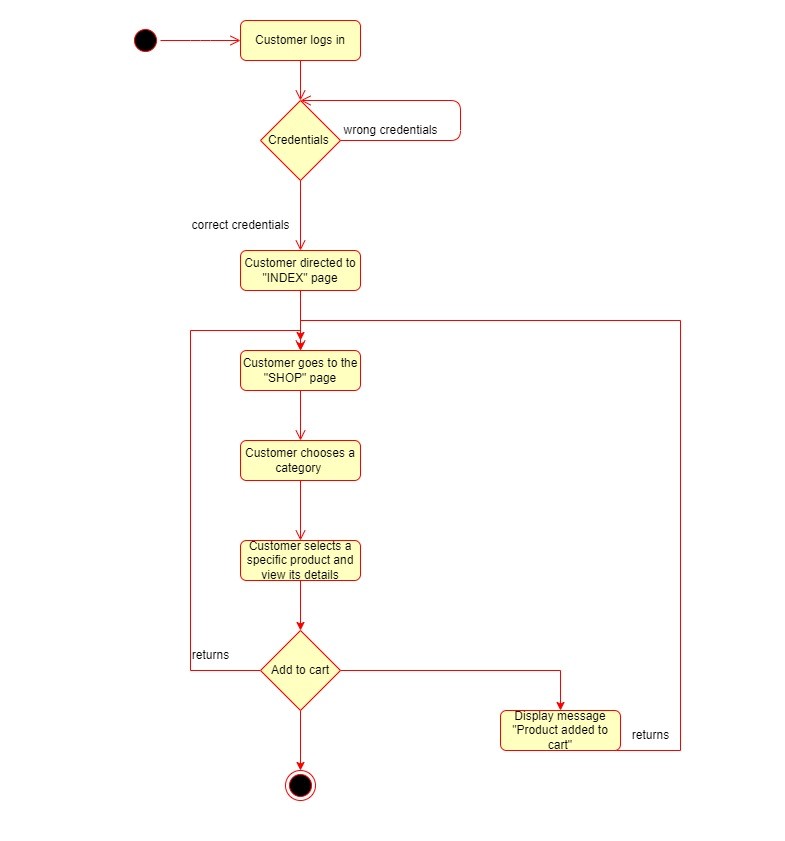 Customer logs in
wrong credentials
Credentials
correct credentials
Customer directed to
"INDEX" page
Customer goes to the
"SHOP" page
Customer chooses a
category
Customer selects a
specific product and
view its details
returns
Add to cart
Display message
"Product added to
cart"
returns